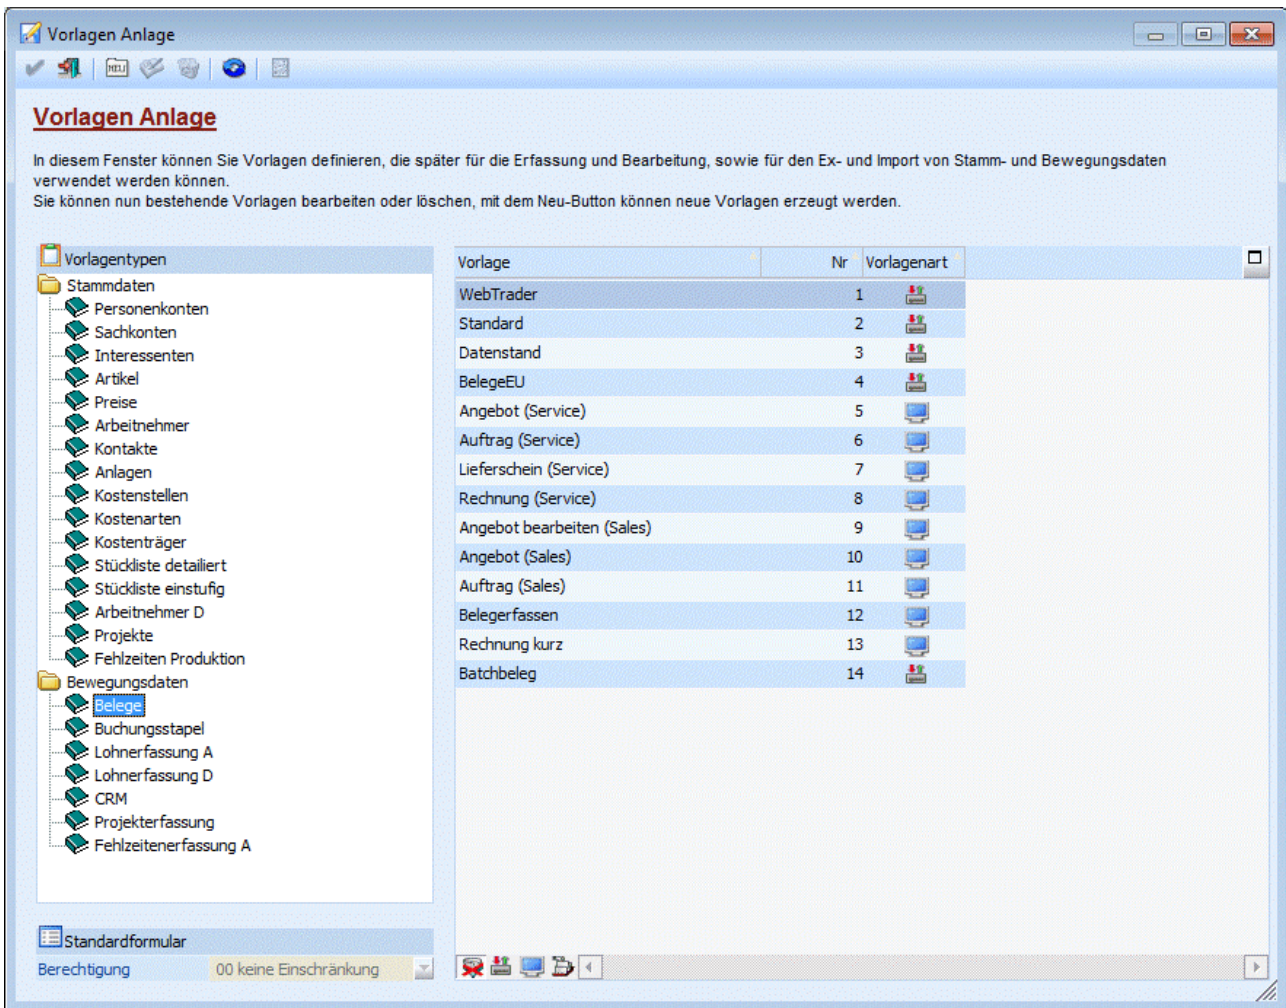 Vorlagen Anlage
NEU
Vorlagen Anlage
In diesem Fenster können Sie Vorlagen definieren, die später für die Erfassung und Bearbeitung, sowie für den Ex- und Import von Stamm- und Bewegungsdaten
verwendet werden können.
Sie können nun bestehende Vorlagen bearbeiten oder löschen, mit dem Neu-Button können neue Vorlagen erzeugt werden.
Vorlagentypen
Stammdaten
Personenkonten
Sachkonten
Interessenten
Artikel
Preise
Arbeitnehmer
Kontakte
Anlagen
Kostenstellen
Kostenarten
Kostenträger
Stückliste detailiert
Stückliste einstufig
Arbeitnehmer D
Projekte
Fehlzeiten Produktion
Bewegungsdaten
Belege
Buchungsstapel
Lohnerfassung A
Lohnerfassung D
CRM
Projekterfassung
Fehlzeitenerfassung A
Standardformular
Berechtigung 00 keine Einschränkung
Vorlage Nr Vorlagenart
WebTrader 1
Standard 2
Datenstand 3
BelegeEU 4
Angebot (Service) 5
Auftrag (Service) 6
Lieferschein (Service) 7
Rechnung (Service) 8
Angebot bearbeiten (Sales) 9
Angebot (Sales) 10
Auftrag (Sales) 11
Belegerfassen 12
Rechnung kurz 13
Batchbeleg 14